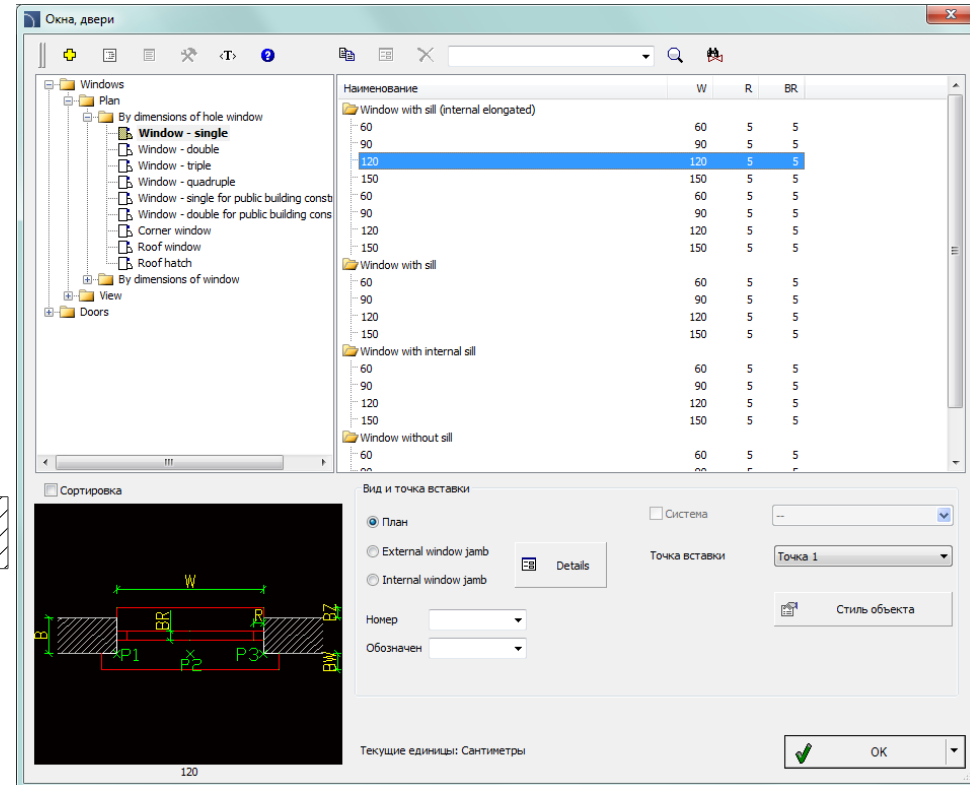 Окна, двери
<T>
Windows
Plan
By dimensions of hole window
Window - single
Window - double
Window - triple
Window - quadruple
Window - single for public building constr
Window - double for public building cons
Corner window
Roof window
Roof hatch
By dimensions of window
View
Doors
Наименование W R BR
Window with sill (internal elongated)
60 60 5 5
90 90 5 5
120 120 5 5
150 150 5 5
60 60 5 5
90 90 5 5
120 120 5 5
150 150 5 5
Window with sill
60 60 5 5
90 90 5 5
120 120 5 5
150 150 5 5
Window with internal sill
60 60 5 5
90 90 5 5
120 120 5 5
150 150 5 5
Window without sill
60 60 5 5
Сортировка
W
BR R BZ
B
P1 P2 P3 BW
120
Вид и точка вставки
План
External window jamb
Internal window jamb
Details
Номер
Обозначен
Система --
Точка вставки Точка 1
Стиль объекта
Текущие единицы: Сантиметры
OK